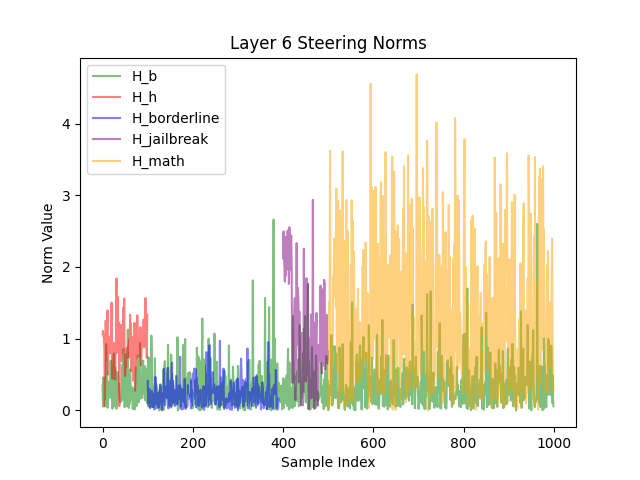 Layer 6 Steering Norms
H_b
H_h
H_borderline
H_jailbreak
H_math
Norm Value
4
3
2
1
0
0
200
400
600
800
1000
Sample Index